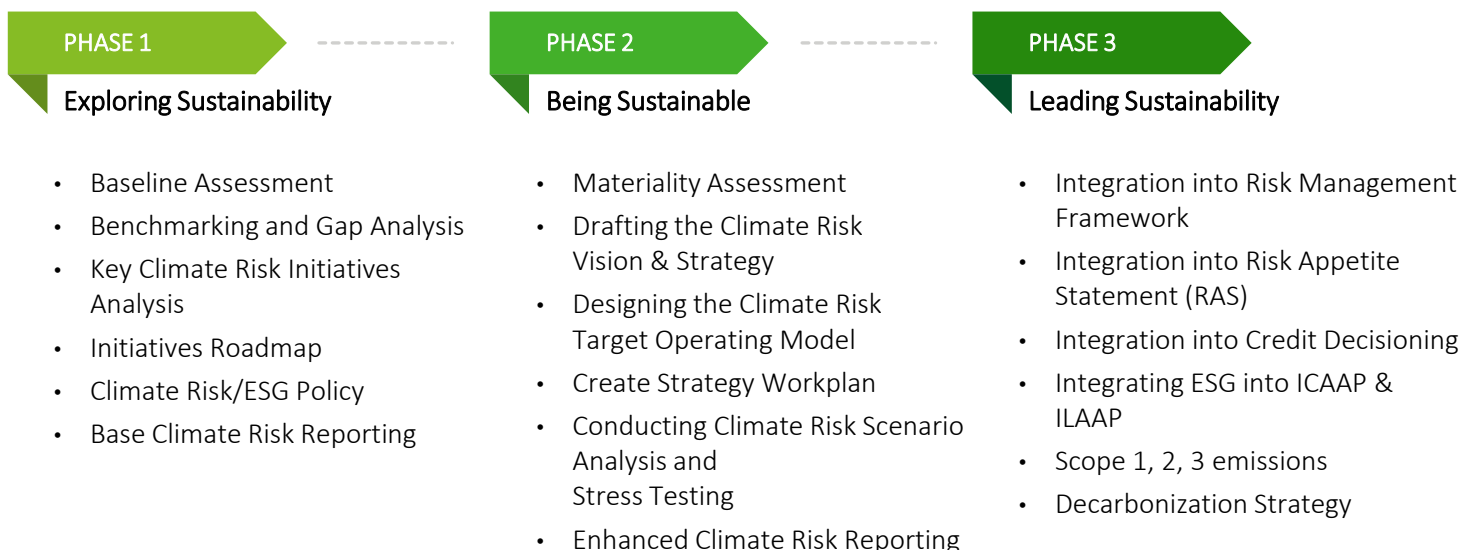 PHASE 1
Exploring Sustainability
• Baseline Assessment
• Benchmarking and Gap Analysis
• Key Climate Risk Initiatives
Analysis
• Initiatives Roadmap
• Climate Risk/ESG Policy
• Base Climate Risk Reporting
PHASE 2
Being Sustainable
• Materiality Assessment
• Drafting the Climate Risk
Vision & Strategy
• Designing the Climate Risk
Target Operating Model
• Create Strategy Workplan
• Conducting Climate Risk Scenario
Analysis and
Stress Testing
• Enhanced Climate Risk Reporting
PHASE 3
Leading Sustainability
• Integration into Risk Management
Framework
• Integration into Risk Appetite
Statement (RAS)
• Integration into Credit Decisioning
• Integrating ESG into ICAAP &
ILAAP
• Scope 1, 2, 3 emissions
• Decarbonization Strategy